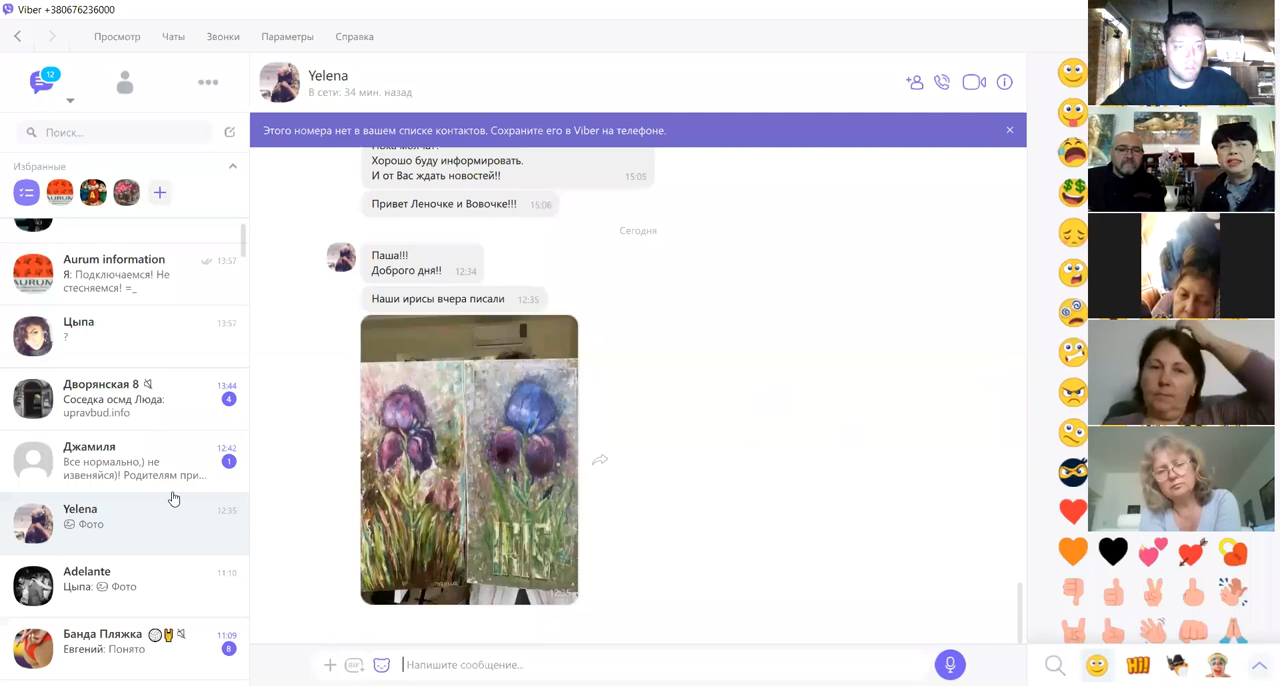 Viber +380676236000
Просмотр Чаты Звонки Параметры Справка
12
Поиск...
Избранные
Aurum information 13:57
Я: Подключаемся! Не
стесняемся! =_
Цыпа 13:57
?
Дворянская 8 13:44
Соседка осмд Люда: 4
upravbud.info
Джамиля 12:42
Все нормально,) не 1
извеняйся)! Родителям при...
Yelena 12:35
Фото
Adelante 11:10
Цыпа: Фото
Банда Пляжка 11:09
Евгений: Понято 8
Yelena
В сети: 34 мин. назад
Этого номера нет в вашем списке контактов. Сохраните его в Viber на телефоне.
Хорошо буду информировать.
И от Вас ждать новостей!! 15:05
Привет Леночке и Вовочке!!! 15:06
Сегодня
Паша!!!
Доброго дня!! 12:34
Наши ирисы вчера писали 12:35
Напишите сообщение...
HI!